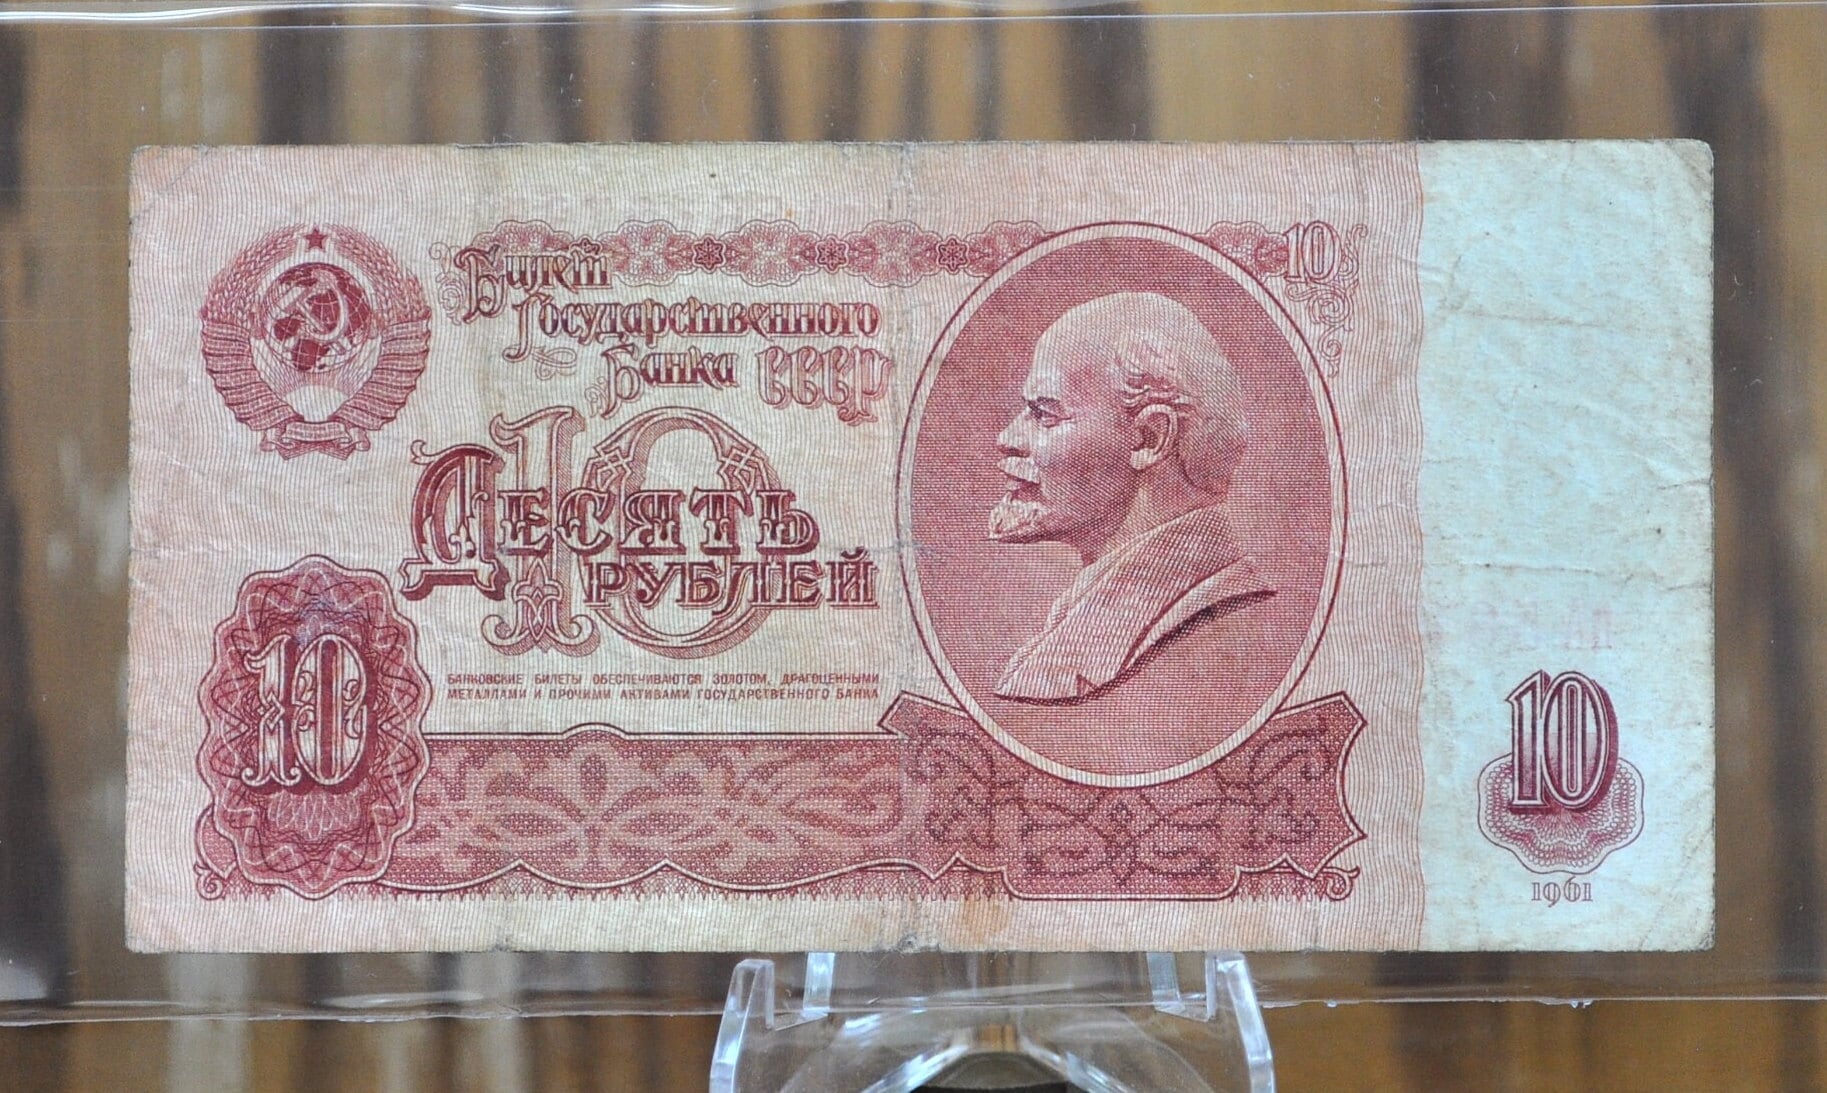 Билет
Государственного
Банка СССР
10
10
Десять
рублей
БАНКОВСКИЕ БИЛЕТЫ ОБЕСПЕЧИВАЮТСЯ ЗОЛОТОМ, ДРАГОЦЕННЫМИ
МЕТАЛЛАМИ И ПРОЧИМИ АКТИВАМИ ГОСУДАРСТВЕННОГО БАНКА
10
10
1961